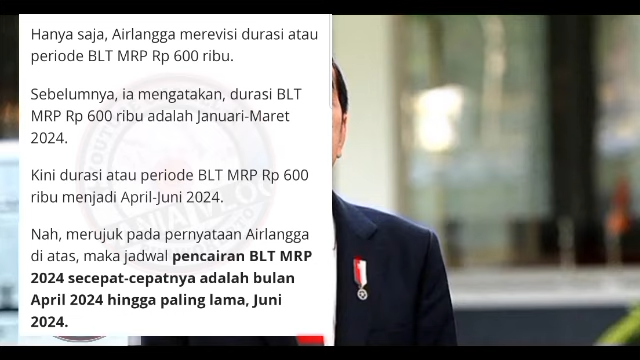 Hanya saja, Airlangga merevisi durasi atau
periode BLT MRP Rp 600 ribu.
Sebelumnya, ia mengatakan, durasi BLT
MRP Rp 600 ribu adalah Januari-Maret
2024.
Kini durasi atau periode BLT MRP Rp 600
ribu menjadi April-Juni 2024.
Nah, merujuk pada pernyataan Airlangga
di atas, maka jadwal pencairan BLT MRP
2024 secepat-cepatnya adalah bulan
April 2024 hingga paling lama, Juni
2024.